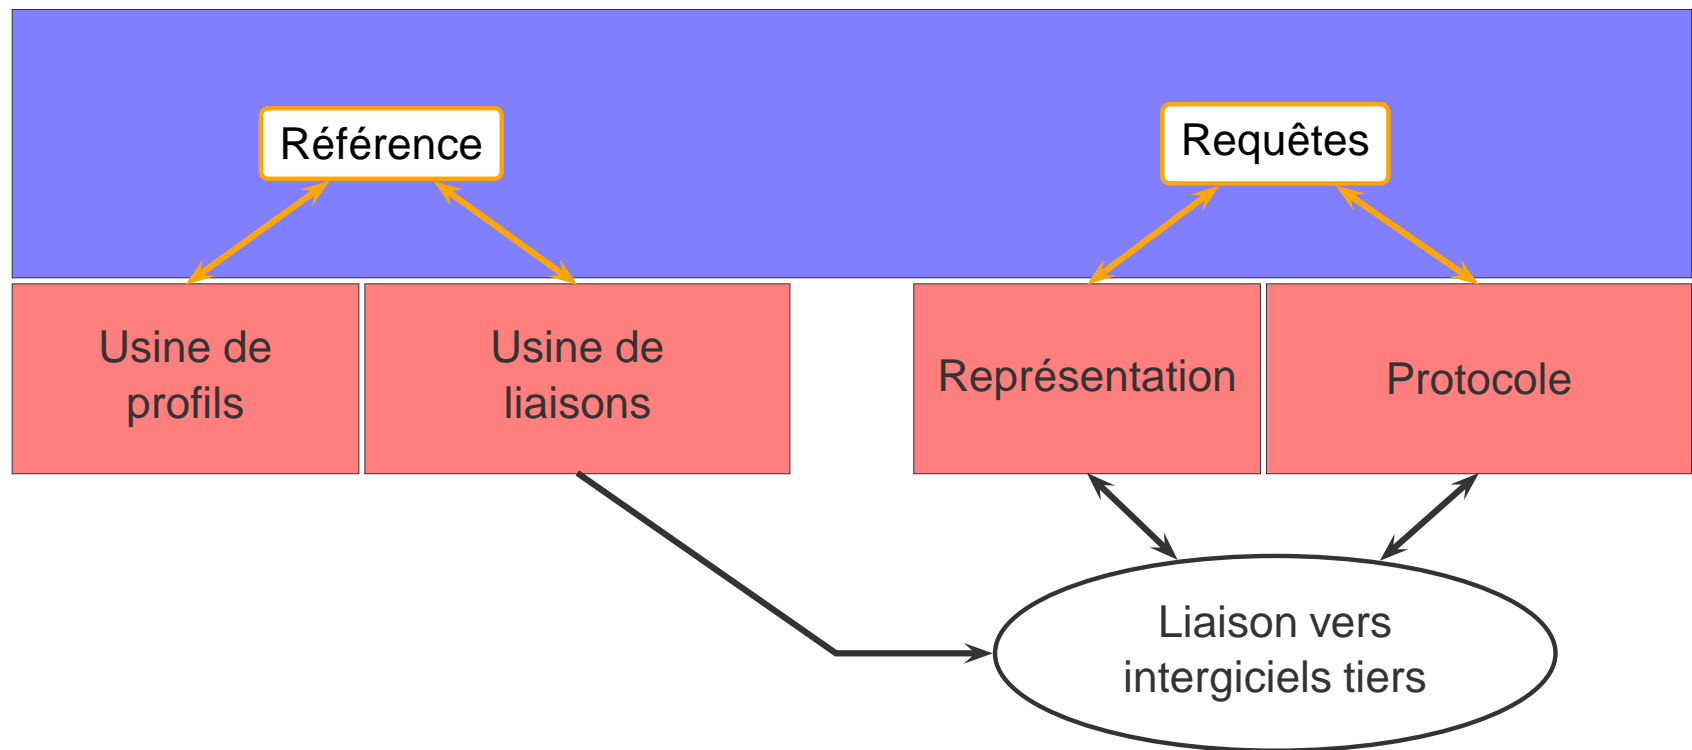 Référence
Requêtes
Usine de
profils
Usine de
liaisons
Représentation
Protocole
Liaison vers
intergiciels tiers